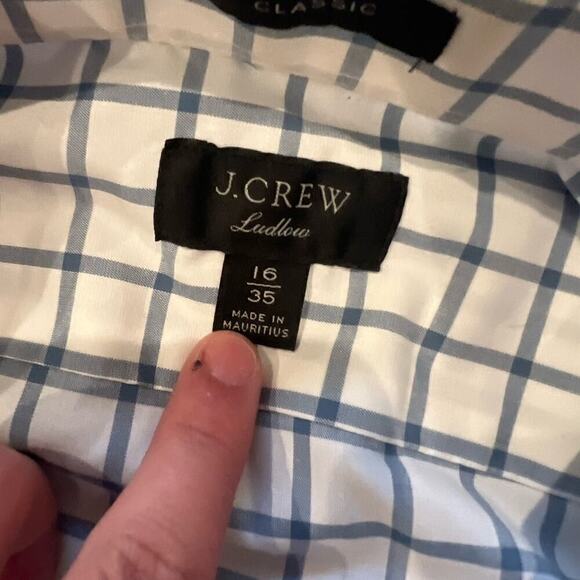 CLASSIC
J.CREW
Ludlow
16
35
MADE IN
MAURITIUS